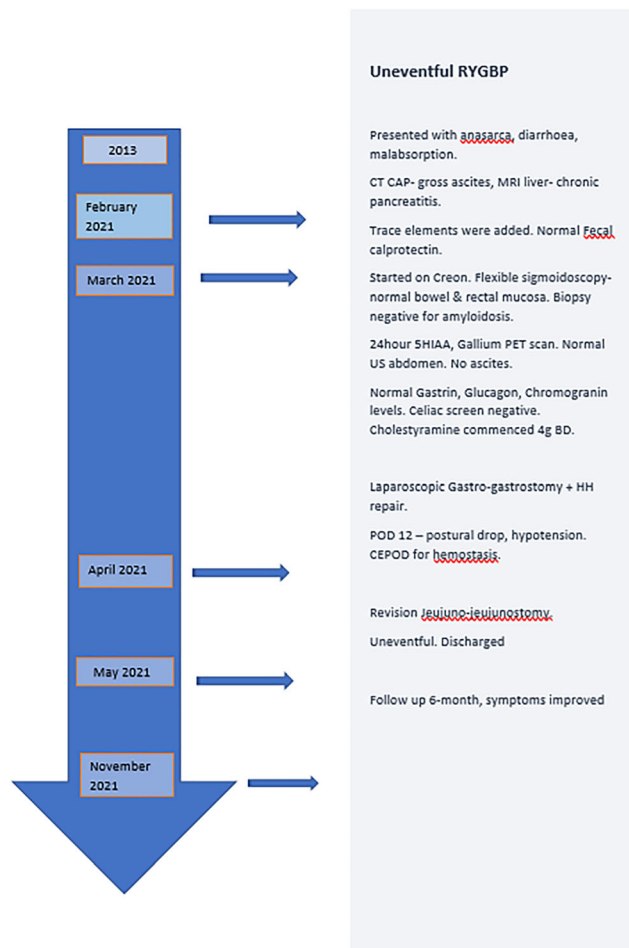 Uneventful RYGBP
2013
Presented with anasarca, diarrhoea,
malabsorption.
February
2021
CT CAP- gross ascites, MRI liver- chronic
pancreatitis.
Trace elements were added. Normal Fecal
calprotectin.
March 2021
Started on Creon. Flexible sigmoidoscopy-
normal bowel & rectal mucosa. Biopsy
negative for amyloidosis.
24hour 5HIAA, Gallium PET scan. Normal
US abdomen. No ascites.
Normal Gastrin, Glucagon, Chromogranin
levels. Celiac screen negative.
Cholestyramine commenced 4g BD.
Laparoscopic Gastro-gastrostomy + HH
repair.
POD 12 – postural drop, hypotension.
CEPOD for hemostasis.
April 2021
Revision Jeujuno-jeujunostomy.
Uneventful. Discharged
May 2021
Follow up 6-month, symptoms improved
November
2021